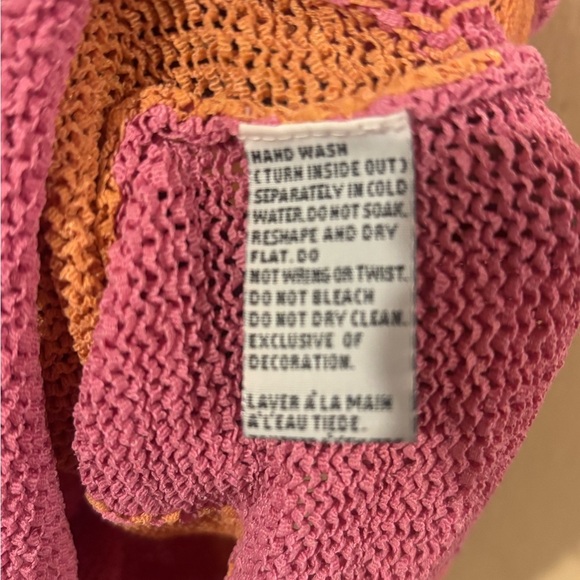 HAND WASH
(TURN INSIDE OUT)
SEPARATELY IN COLD
WATER.DO NOT SOAK.
RESHAPE AND DRY
FLAT.DO
NOT WRING OR TWIST.
DO NOT BLEACH
DO NOT DRY CLEAN.
EXCLUSIVE OF
DECORATION.
LAVER À LA MAIN
À L'EAU TIEDE.